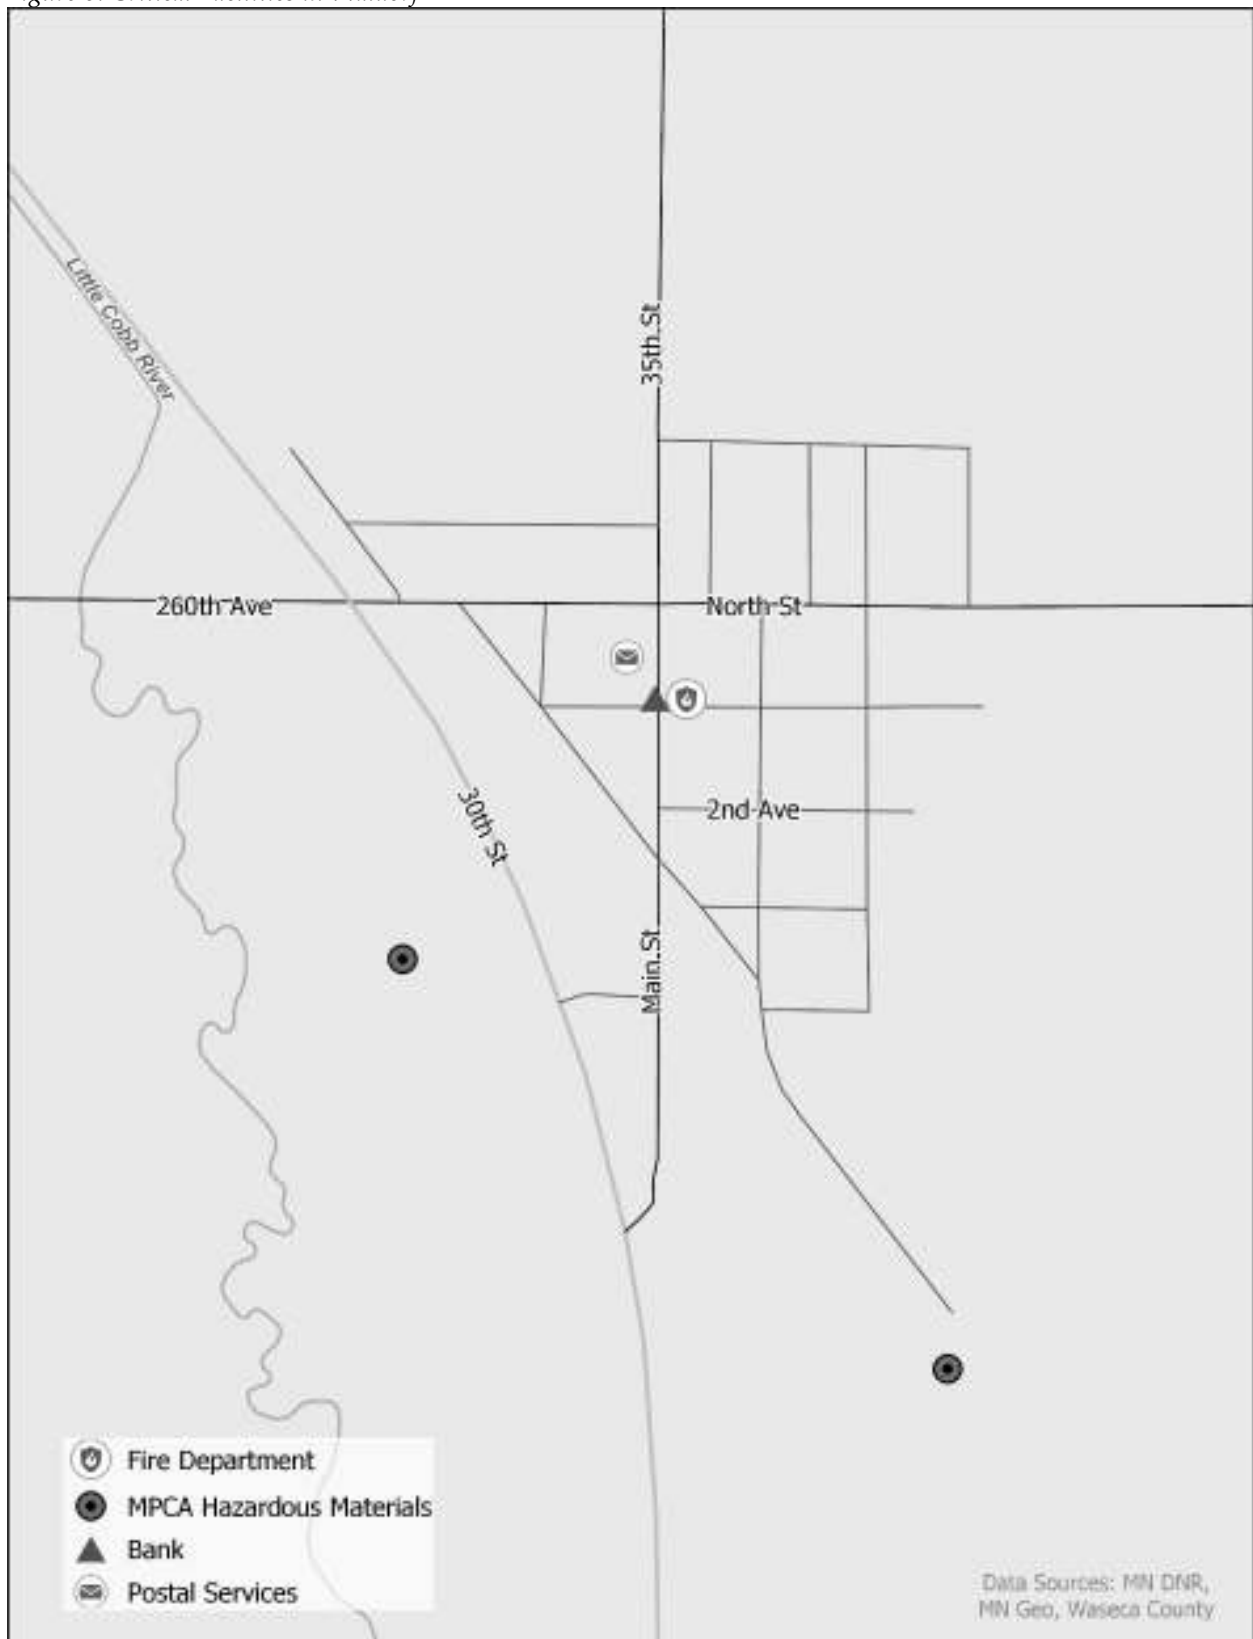 Little Cobb River
35th St
260th Ave
North St
30th St
2nd Ave
Main St
Fire Department
MPCA Hazardous Materials
Bank
Postal Services
Data Sources: MN DNR,
MN Geo, Waseca County